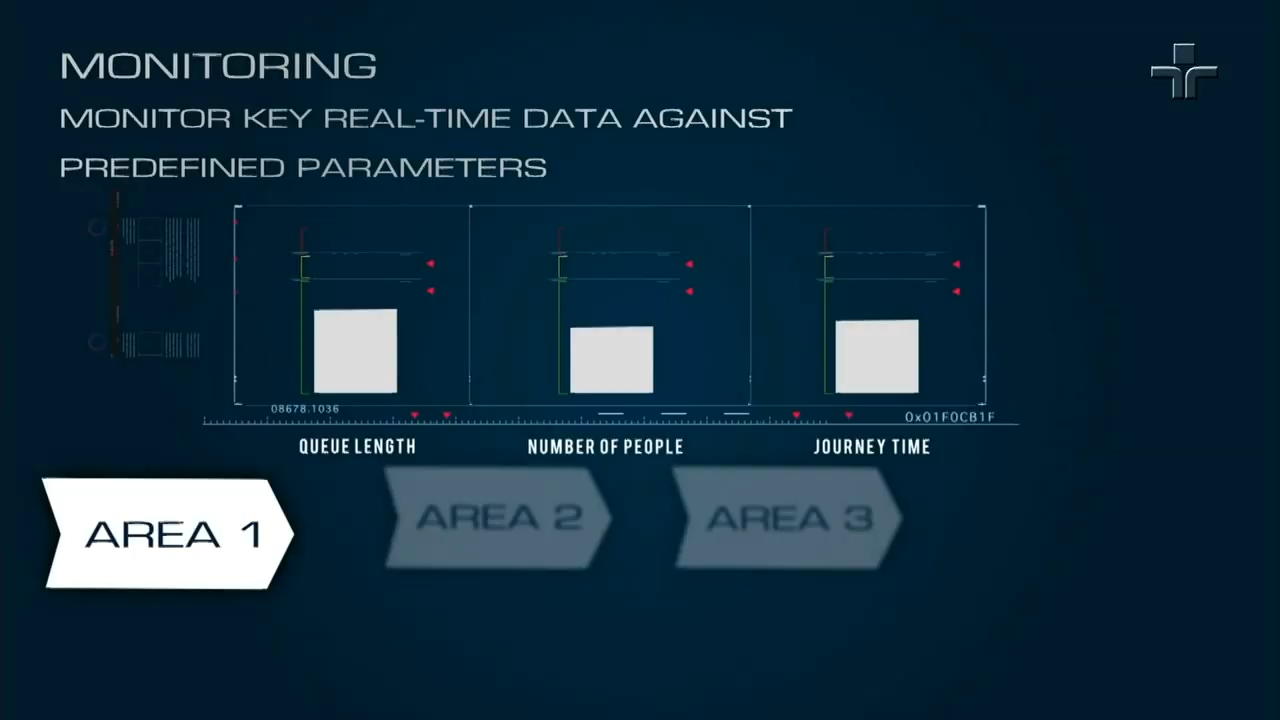 MONITORING
MONITOR KEY REAL-TIME DATA AGAINST
PREDEFINED PARAMETERS
08678.1036
0x01F0CB1F
QUEUE LENGTH
NUMBER OF PEOPLE
JOURNEY TIME
AREA 1
AREA 2
AREA 3